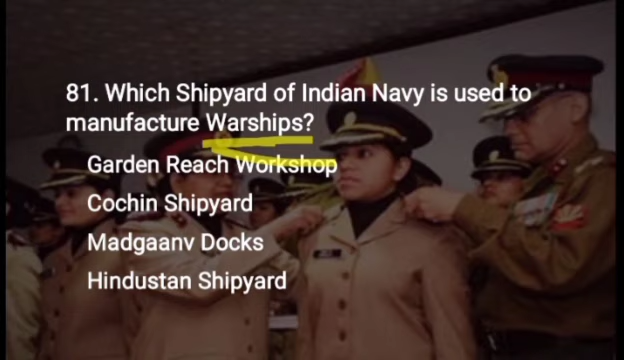 81. Which Shipyard of Indian Navy is used to
manufacture Warships?
Garden Reach Workshop
Cochin Shipyard
Madgaanv Docks
Hindustan Shipyard